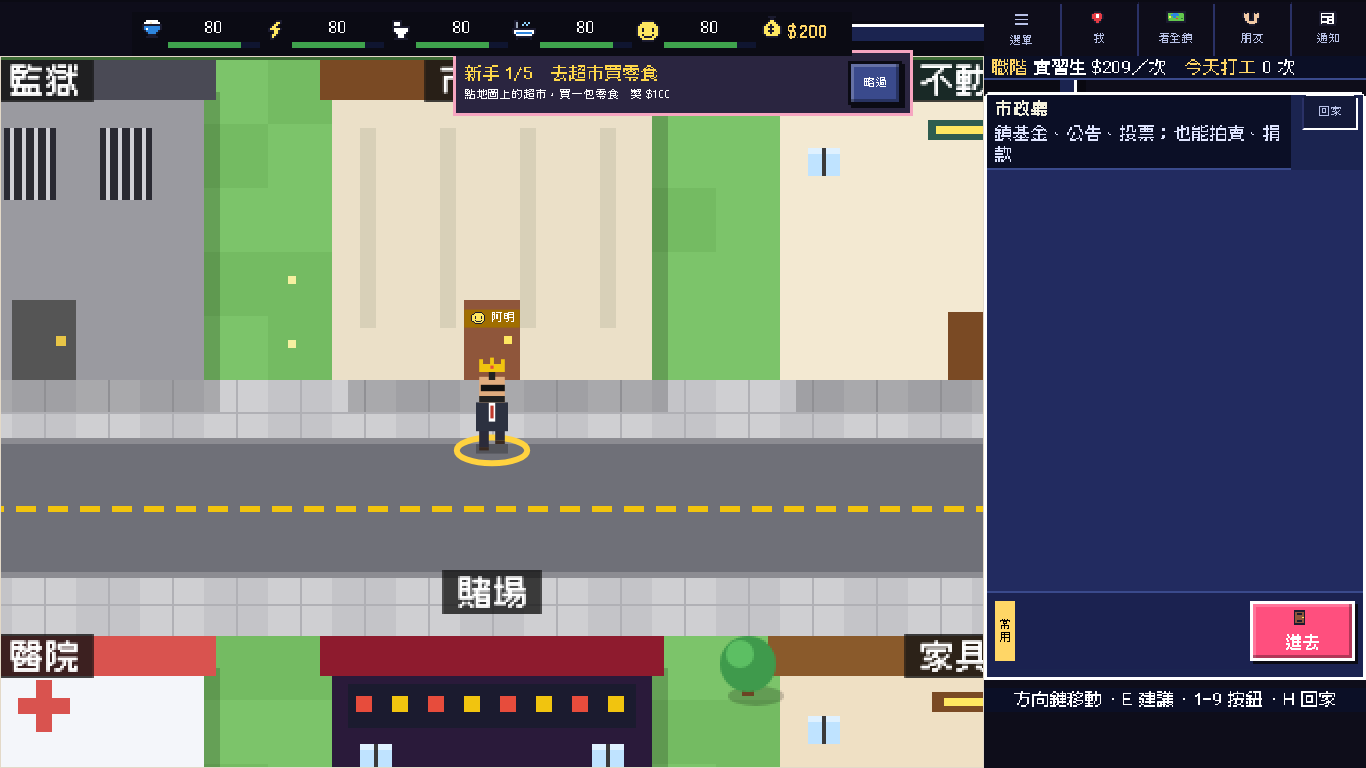 80 80 80 80 80 $200
選單 我 看全鎮 朋友 通知
職階 實習生 $209/次 今天打工 0 次
監獄
新手 1/5 去超市買零食
點地圖上的超市，買一包零食 獎 $100
略過
不動
市政廳
鎮基金、公告、投票；也能拍賣、捐
款
回家
阿明
賭場
醫院
家具
常用
進去
方向鍵移動 · E 建議 · 1-9 按鈕 · H 回家